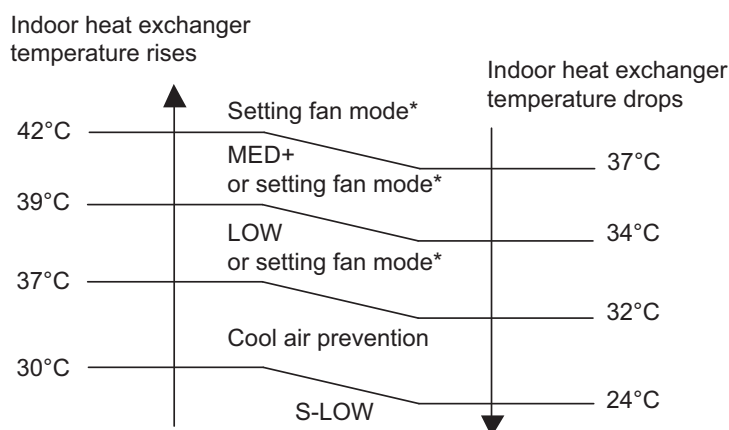 Indoor heat exchanger
temperature rises
Indoor heat exchanger
temperature drops
Setting fan mode*
42°C
37°C
MED+
or setting fan mode*
39°C
34°C
LOW
or setting fan mode*
37°C
32°C
Cool air prevention
30°C
24°C
S-LOW